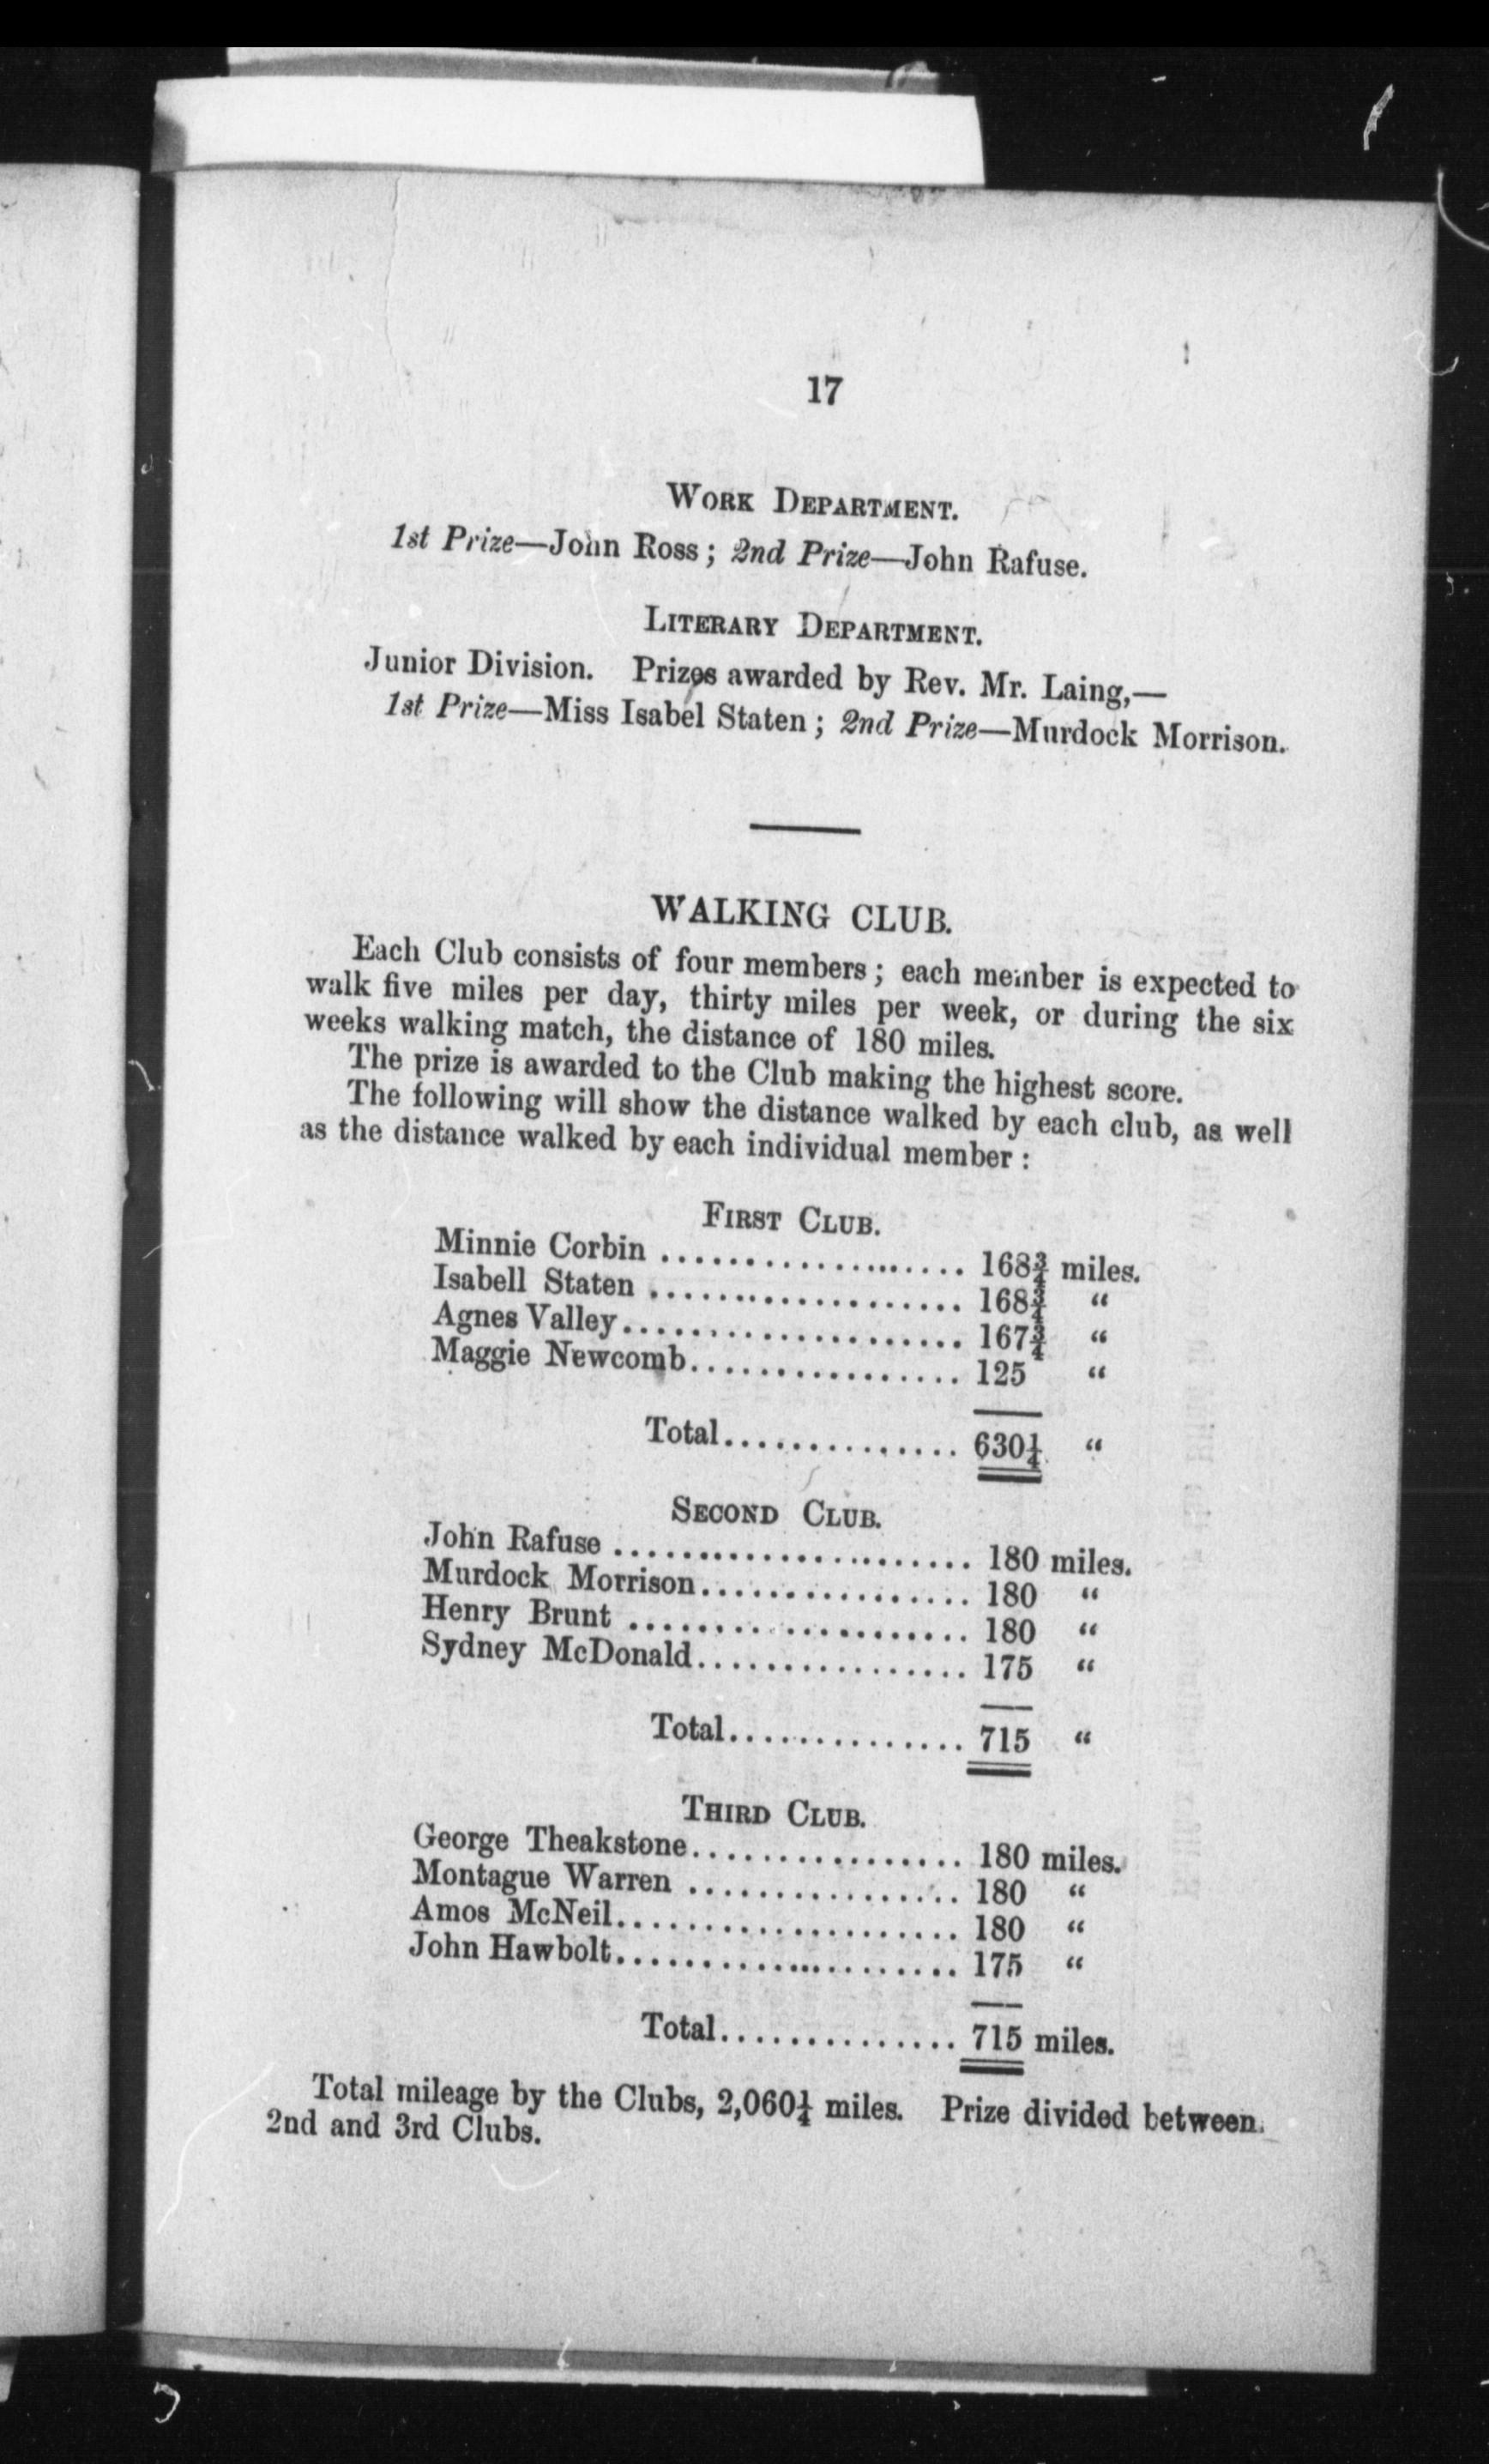 17
WORK DEPARTMENT.
1st Prize—John Ross; 2nd Prize—John Rafuse.
LITERARY DEPARTMENT.
Junior Division. Prizes awarded by Rev. Mr. Laing,—
1st Prize—Miss Isabel Staten; 2nd Prize—Murdock Morrison.
WALKING CLUB.
Each Club consists of four members; each member is expected to
walk five miles per day, thirty miles per week, or during the six
weeks walking match, the distance of 180 miles.
The prize is awarded to the Club making the highest score.
The following will show the distance walked by each club, as well
as the distance walked by each individual member:
FIRST CLUB.
Minnie Corbin .................... 168¾ miles.
Isabell Staten .................... 168¾ “
Agnes Valley.................... 167¾ “
Maggie Newcomb................ 125 “
Total.............. 630¼ “
SECOND CLUB.
John Rafuse ...................... 180 miles.
Murdock Morrison................ 180 “
Henry Brunt .................... 180 “
Sydney McDonald................ 175 “
Total.............. 715 “
THIRD CLUB.
George Theakstone................ 180 miles.
Montague Warren ................ 180 “
Amos McNeil.................... 180 “
John Hawbolt.................... 175 “
Total.............. 715 miles.
Total mileage by the Clubs, 2,060¼ miles. Prize divided between
2nd and 3rd Clubs.